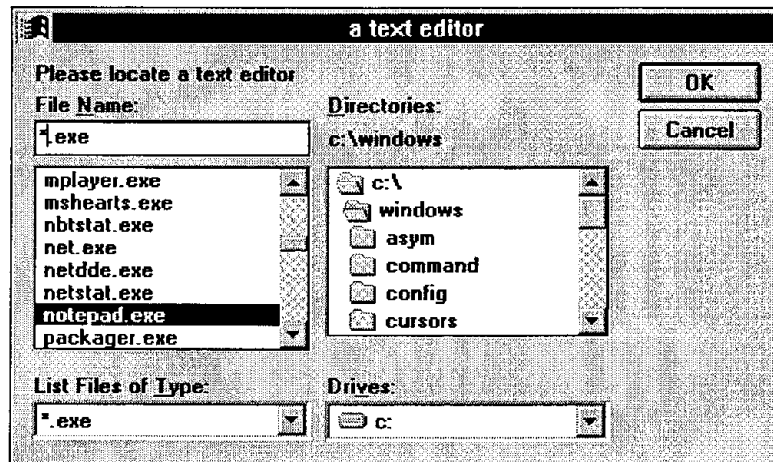 a text editor
Please locate a text editor
File Name:
*.exe
mplayer.exe
mshearts.exe
nbtstat.exe
net.exe
netdde.exe
netstat.exe
notepad.exe
packager.exe
List Files of Type:
*.exe
Directories:
c:\windows
c:\
windows
asym
command
config
cursors
Drives:
c:
OK
Cancel